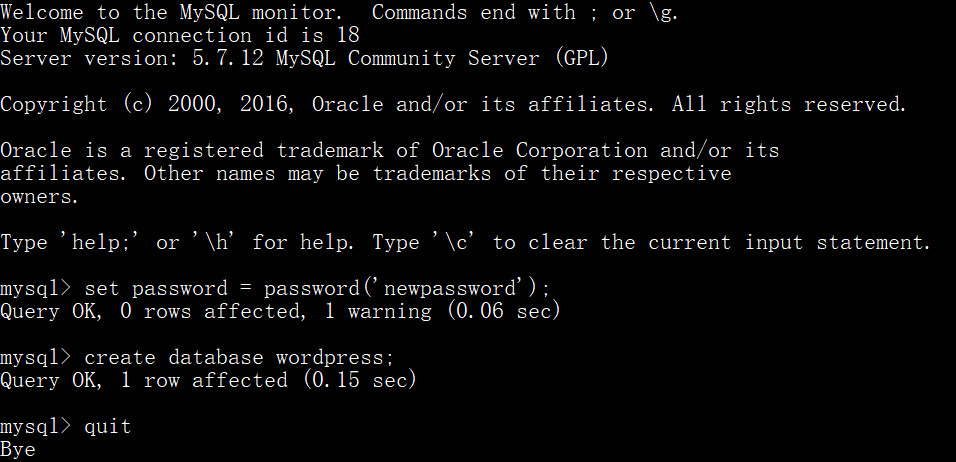 Welcome to the MySQL monitor.  Commands end with ; or \g.
Your MySQL connection id is 18
Server version: 5.7.12 MySQL Community Server (GPL)
Copyright (c) 2000, 2016, Oracle and/or its affiliates. All rights reserved.
Oracle is a registered trademark of Oracle Corporation and/or its
affiliates. Other names may be trademarks of their respective
owners.
Type 'help;' or '\h' for help. Type '\c' to clear the current input statement.
mysql> set password = password('newpassword');
Query OK, 0 rows affected, 1 warning (0.06 sec)
mysql> create database wordpress;
Query OK, 1 row affected (0.15 sec)
mysql> quit
Bye